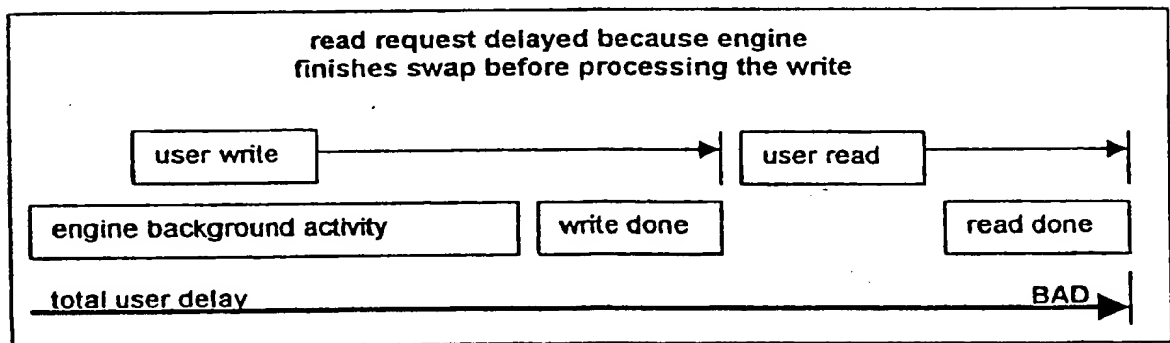 read request delayed because engine
finishes swap before processing the write
user write
user read
engine background activity
write done
read done
total user delay
BAD